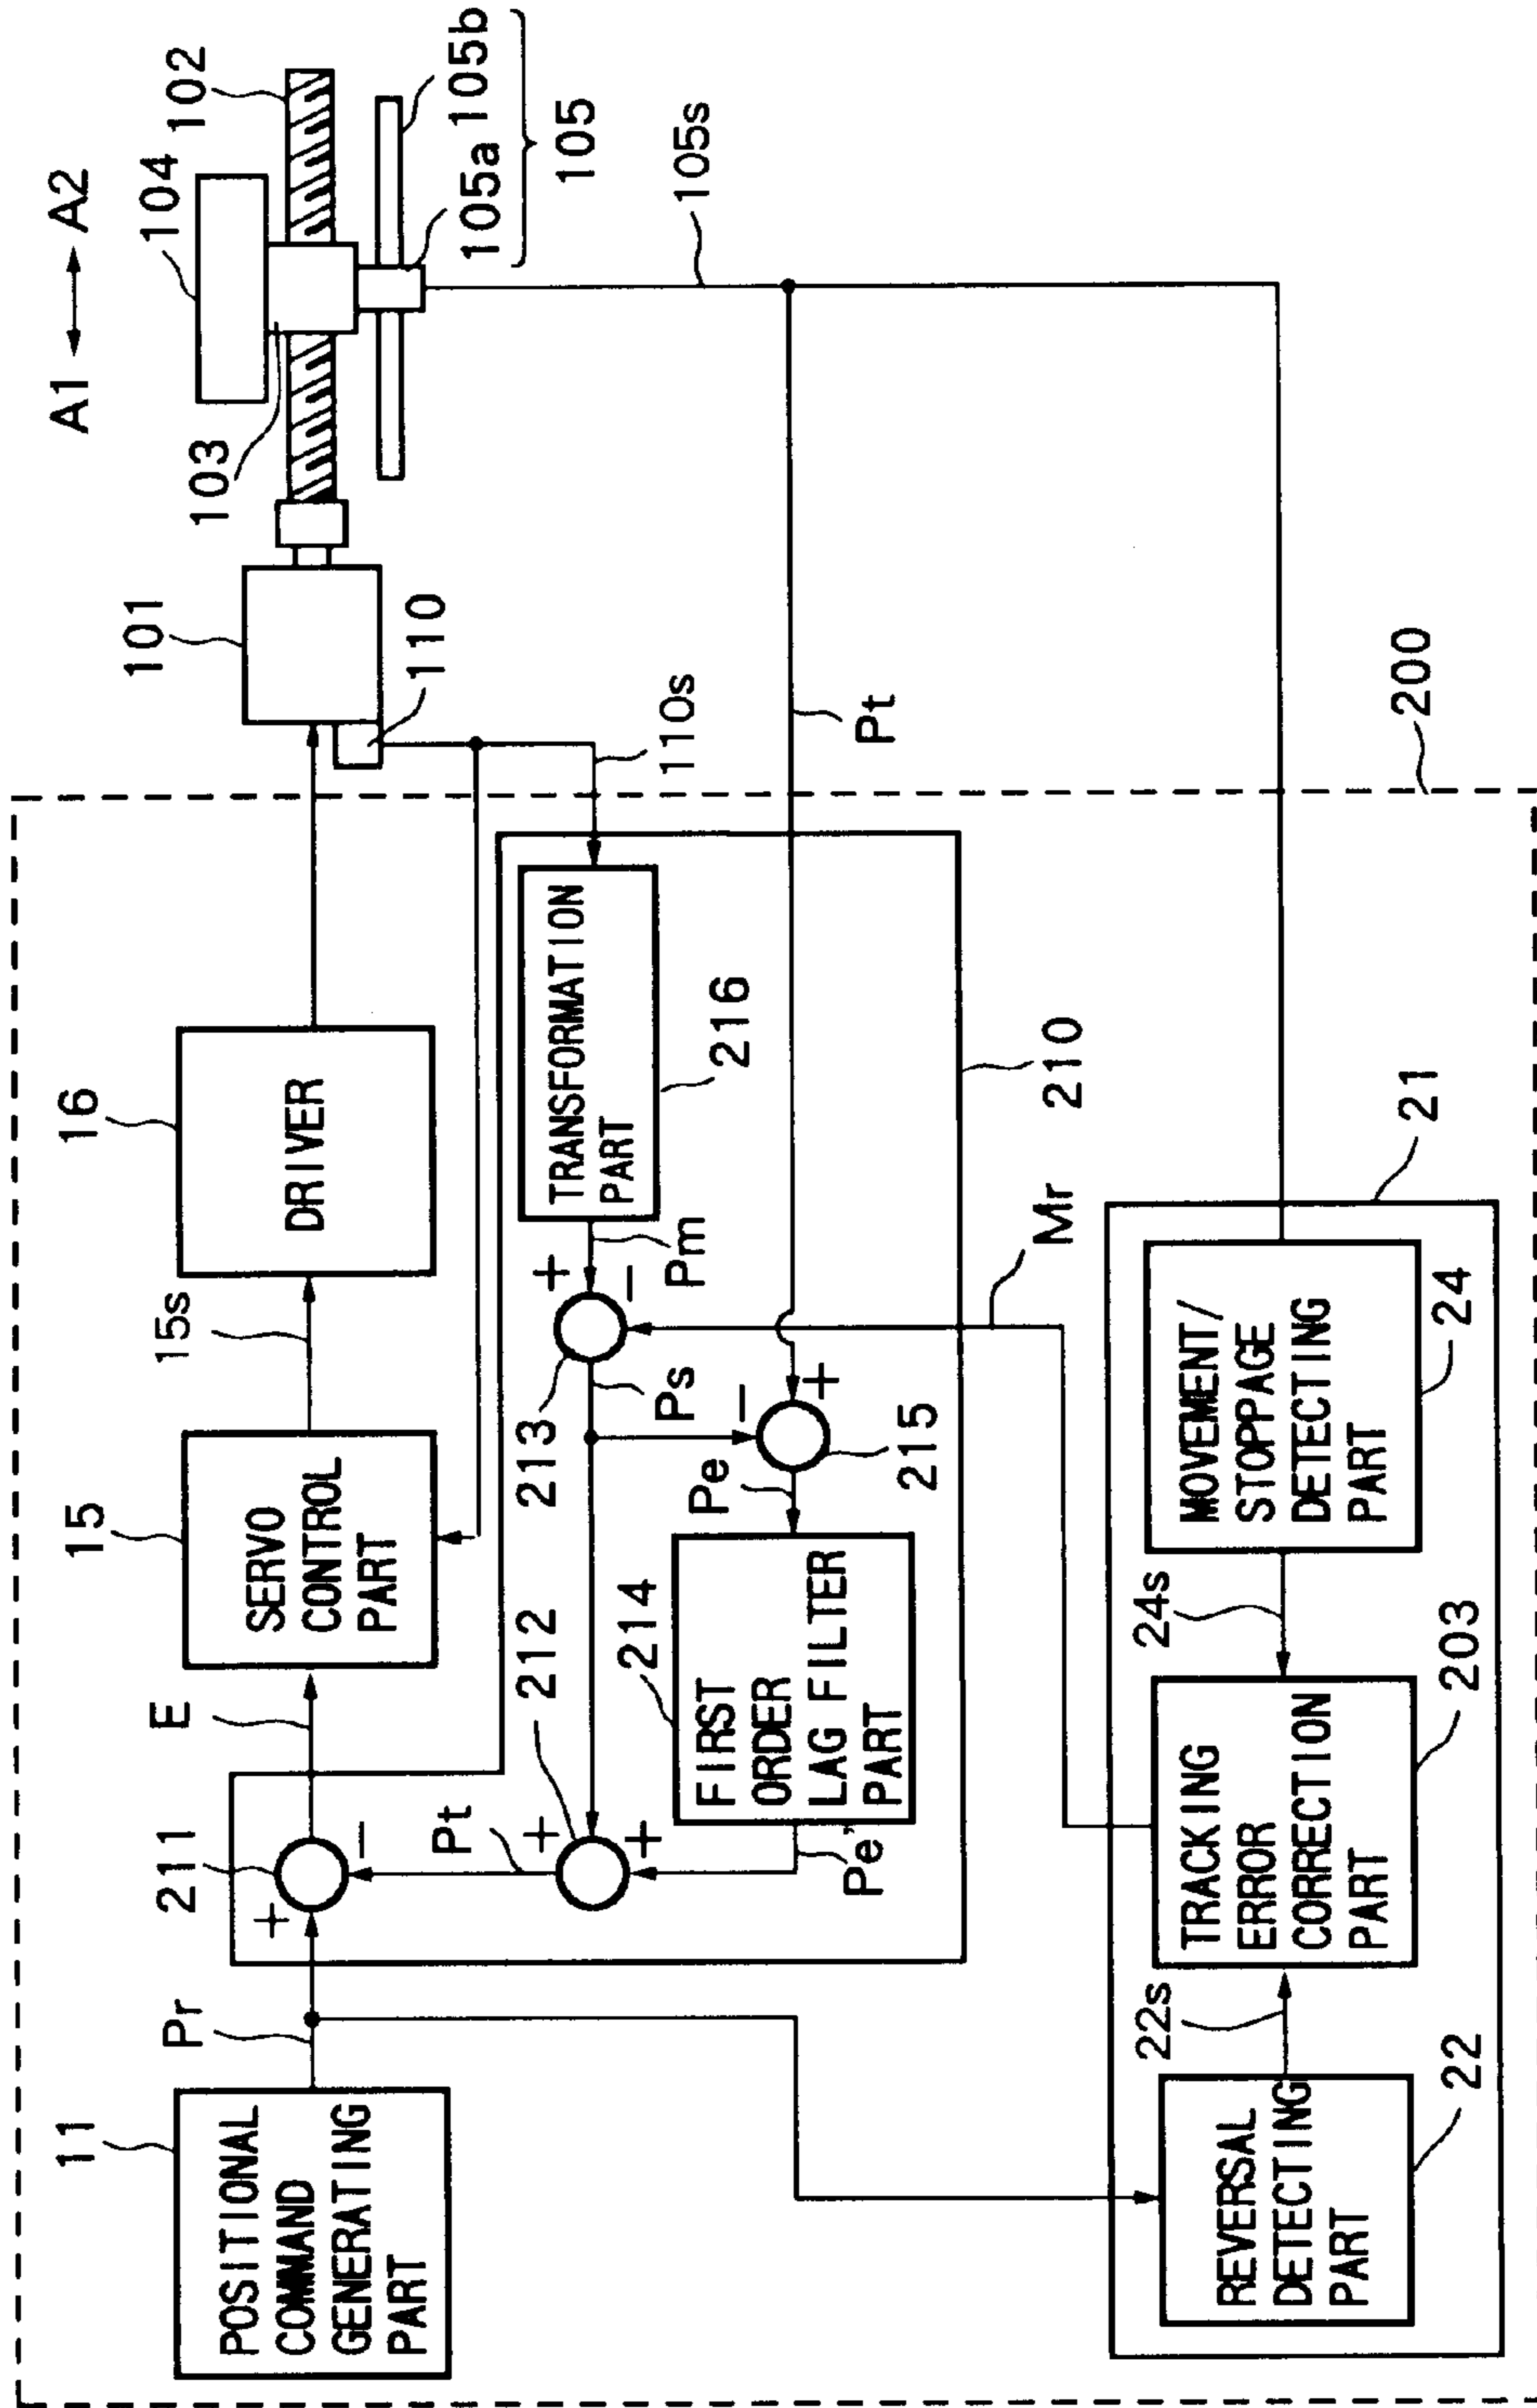 A1 A2
104
102
103
105a 105b
105
105s
101
110
110s
Pt
200
16
DRIVER
15s
15
SERVO
CONTROL
PART
E
211
+
−
Pt
Pr
11
POSITIONAL
COMMAND
GENERATING
PART
TRANSFORMATION
PART
216
Pm
+
−
213
Ps
−
+
215
Pe
212
214
FIRST
ORDER
LAG FILTER
PART
Pe'
+
+
210
Mr
21
MOVEMENT/
STOPPAGE
DETECTING
PART
24
24s
TRACKING
ERROR
CORRECTION
PART
203
22s
REVERSAL
DETECTING
PART
22